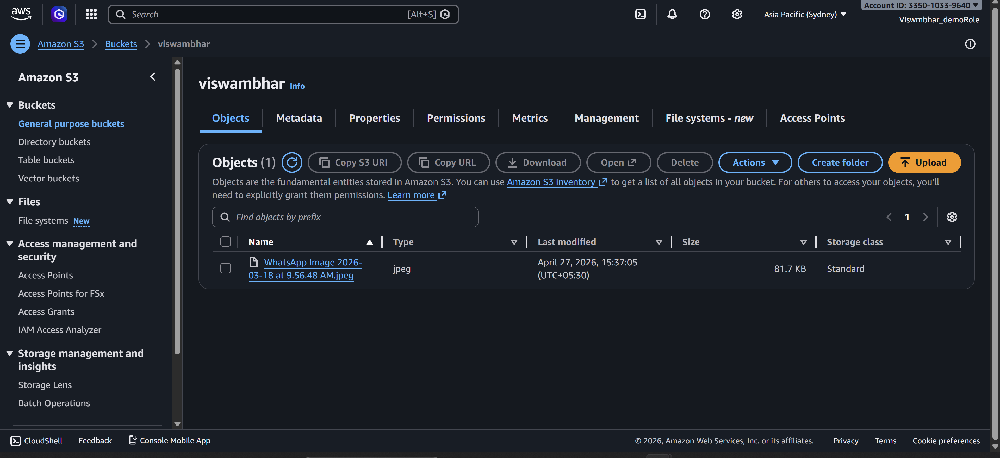 aws
Search
[Alt+S]
Asia Pacific (Sydney)
Account ID: 3350-1033-9640
Viswmbhar_demoRole
Amazon S3
Buckets
viswambhar
Amazon S3
Buckets
General purpose buckets
Directory buckets
Table buckets
Vector buckets
Files
File systems New
Access management and
security
Access Points
Access Points for FSx
Access Grants
IAM Access Analyzer
Storage management and
insights
Storage Lens
Batch Operations
viswambhar Info
Objects
Metadata
Properties
Permissions
Metrics
Management
File systems - new
Access Points
Objects (1)
Copy S3 URI
Copy URL
Download
Open
Delete
Actions
Create folder
Upload
Objects are the fundamental entities stored in Amazon S3. You can use Amazon S3 inventory to get a list of all objects in your bucket. For others to access your objects, you'll
need to explicitly grant them permissions. Learn more
Find objects by prefix
1
Name
Type
Last modified
Size
Storage class
WhatsApp Image 2026-
03-18 at 9.56.48 AM.jpeg
jpeg
April 27, 2026, 15:37:05
(UTC+05:30)
81.7 KB
Standard
CloudShell
Feedback
Console Mobile App
© 2026, Amazon Web Services, Inc. or its affiliates.
Privacy
Terms
Cookie preferences